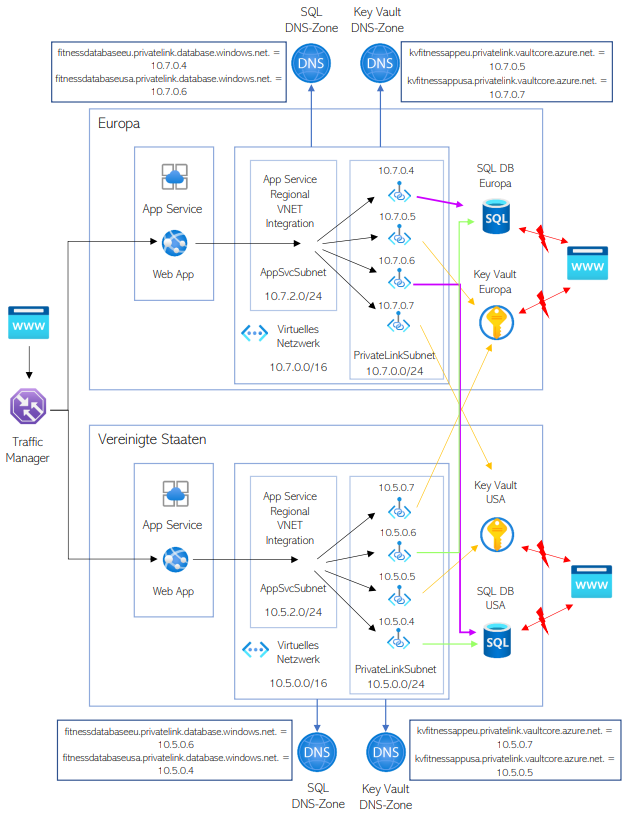 SQL
DNS-Zone
Key Vault
DNS-Zone
DNS
DNS
fitnessdatabaseeu.privatelink.database.windows.net. =
10.7.0.4
fitnessdatabaseusa.privatelink.database.windows.net. =
10.7.0.6
kvfitnessappeu.privatelink.vaultcore.azure.net. =
10.7.0.5
kvfitnessappusa.privatelink.vaultcore.azure.net. =
10.7.0.7
Europa
App Service
Web App
App Service
Regional
VNET
Integration
AppSvcSubnet
10.7.2.0/24
Virtuelles
Netzwerk
10.7.0.0/16
10.7.0.4
10.7.0.5
10.7.0.6
10.7.0.7
PrivateLinkSubnet
10.7.0.0/24
SQL DB
Europa
SQL
Key Vault
Europa
WWW
WWW
Traffic
Manager
Vereinigte Staaten
App Service
Web App
App Service
Regional
VNET
Integration
AppSvcSubnet
10.5.2.0/24
Virtuelles
Netzwerk
10.5.0.0/16
10.5.0.7
10.5.0.6
10.5.0.5
10.5.0.4
PrivateLinkSubnet
10.5.0.0/24
Key Vault
USA
SQL DB
USA
SQL
WWW
fitnessdatabaseeu.privatelink.database.windows.net. =
10.5.0.6
fitnessdatabaseusa.privatelink.database.windows.net. =
10.5.0.4
DNS
DNS
kvfitnessappeu.privatelink.vaultcore.azure.net. =
10.5.0.7
kvfitnessappusa.privatelink.vaultcore.azure.net. =
10.5.0.5
SQL
DNS-Zone
Key Vault
DNS-Zone